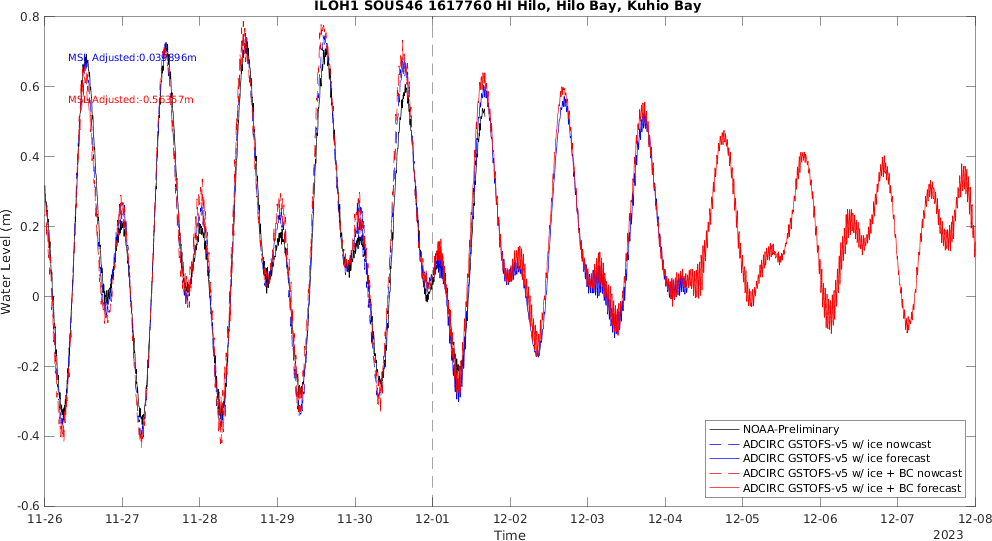 ILOH1 SOUS46 1617760 HI Hilo, Hilo Bay, Kuhio Bay
0.8
MSL Adjusted:0.039896m
0.6
MSL Adjusted:-0.56357m
0.4
0.2
0
-0.2
-0.4
-0.6
Water Level (m)
NOAA-Preliminary
ADCIRC GSTOFS-v5 w/ ice nowcast
ADCIRC GSTOFS-v5 w/ ice forecast
ADCIRC GSTOFS-v5 w/ ice + BC nowcast
ADCIRC GSTOFS-v5 w/ ice + BC forecast
11-26 11-27 11-28 11-29 11-30 12-01 12-02 12-03 12-04 12-05 12-06 12-07 12-08
Time
2023